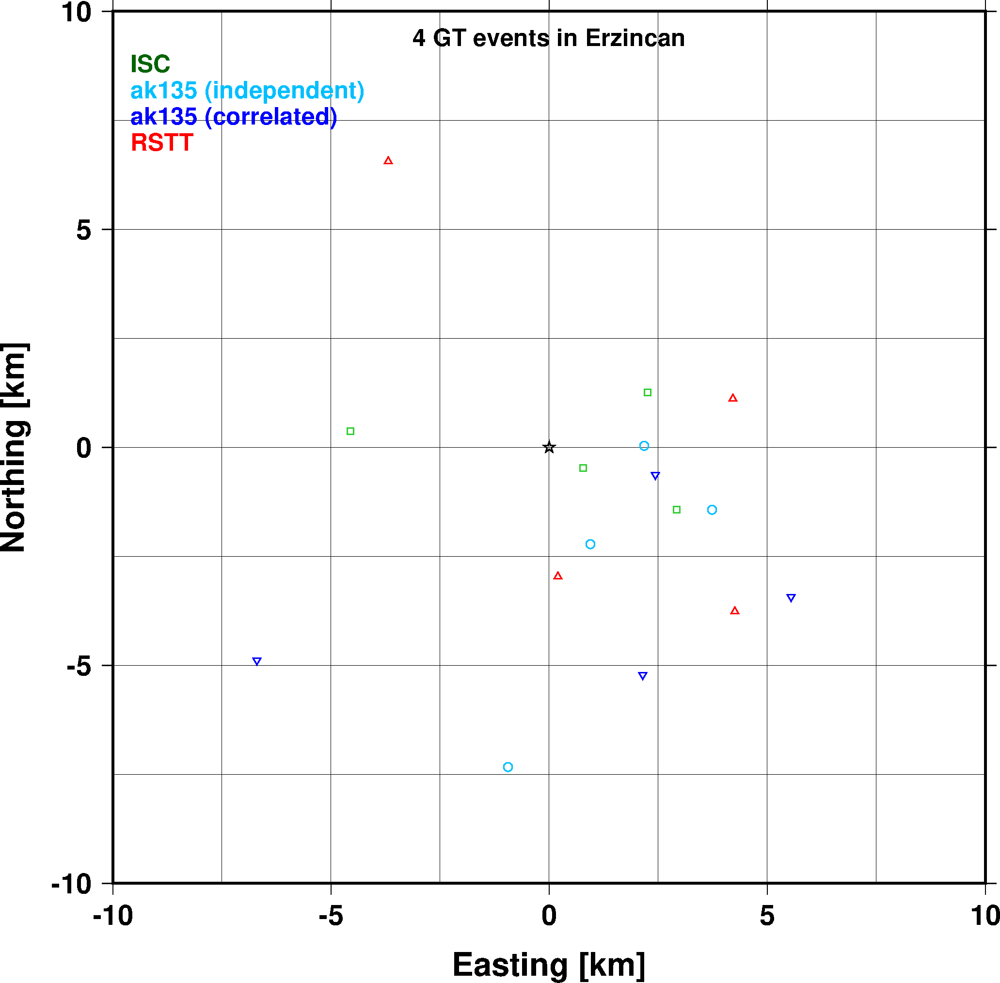 10
4 GT events in Erzincan
ISC
ak135 (independent)
ak135 (correlated)
RSTT
5
0
-5
-10
Northing [km]
-10
-5
0
5
10
Easting [km]